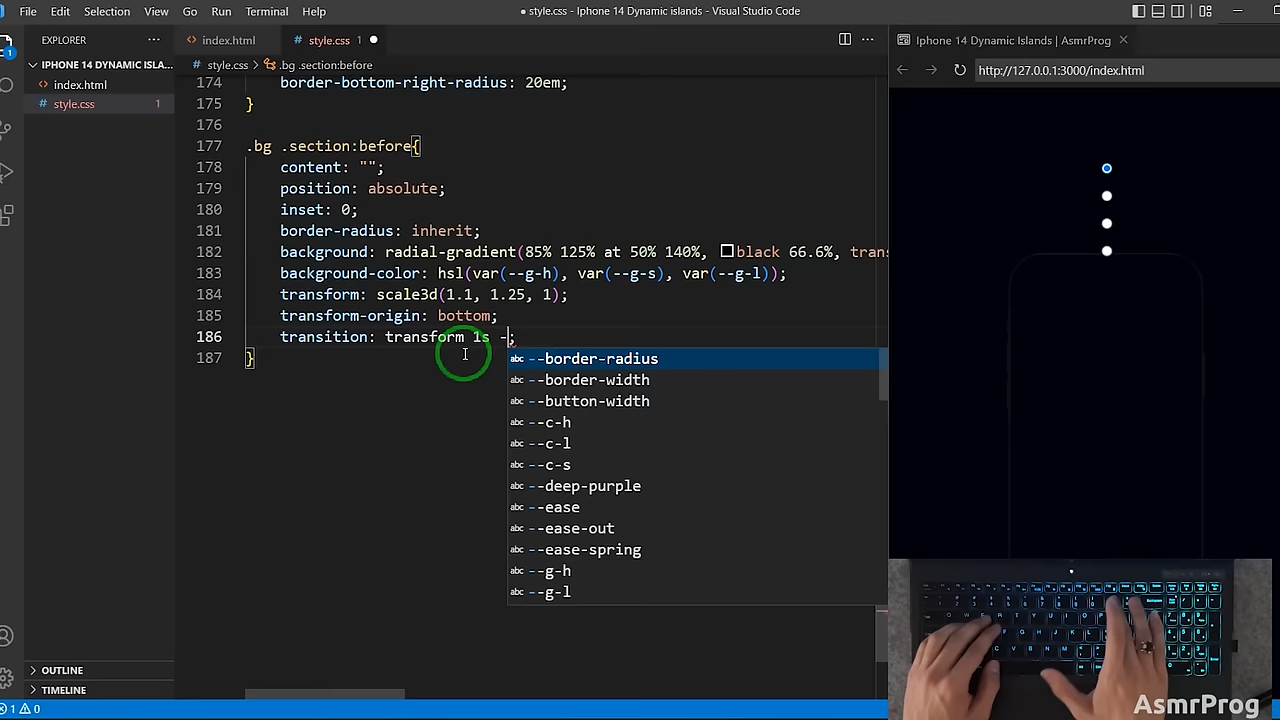 File Edit Selection View Go Run Terminal Help
● style.css - Iphone 14 Dynamic islands - Visual Studio Code
EXPLORER ...
IPHONE 14 DYNAMIC ISLA...
<> index.html
# style.css 1
1
OUTLINE
TIMELINE
<> index.html
# style.css 1 ●
# style.css > .bg .section:before
174 border-bottom-right-radius: 20em;
175 }
176
177 .bg .section:before{
178 content: "";
179 position: absolute;
180 inset: 0;
181 border-radius: inherit;
182 background: radial-gradient(85% 125% at 50% 140%, black 66.6%, trans
183 background-color: hsl(var(--g-h), var(--g-s), var(--g-l));
184 transform: scale3d(1.1, 1.25, 1);
185 transform-origin: bottom;
186 transition: transform 1s -;
187 }
abc --border-radius
abc --border-width
abc --button-width
abc --c-h
abc --c-l
abc --c-s
abc --deep-purple
abc --ease
abc --ease-out
abc --ease-spring
abc --g-h
abc --g-l
Iphone 14 Dynamic Islands | AsmrProg
http://127.0.0.1:3000/index.html
1 0
AsmrProg